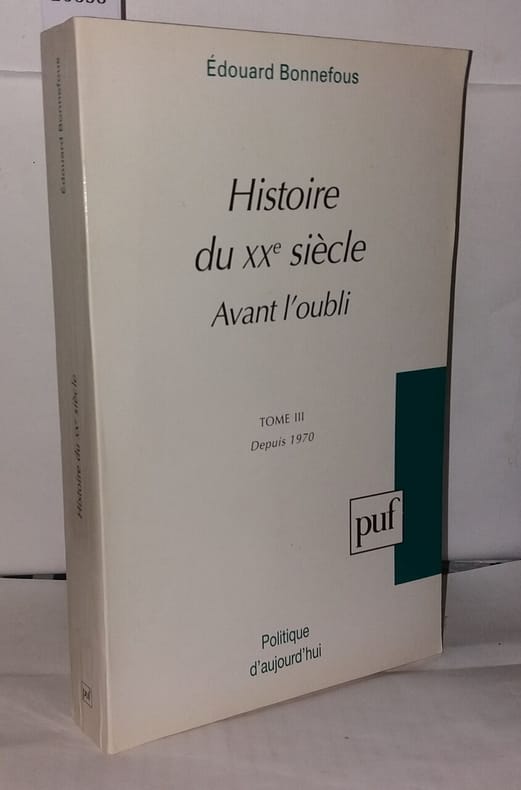 Édouard Bonnefous
Histoire
du XXe siècle
Avant l'oubli
TOME III
Depuis 1970
puf
Politique
d'aujourd'hui
Édouard Bonnefous
Histoire du XXe siècle
puf